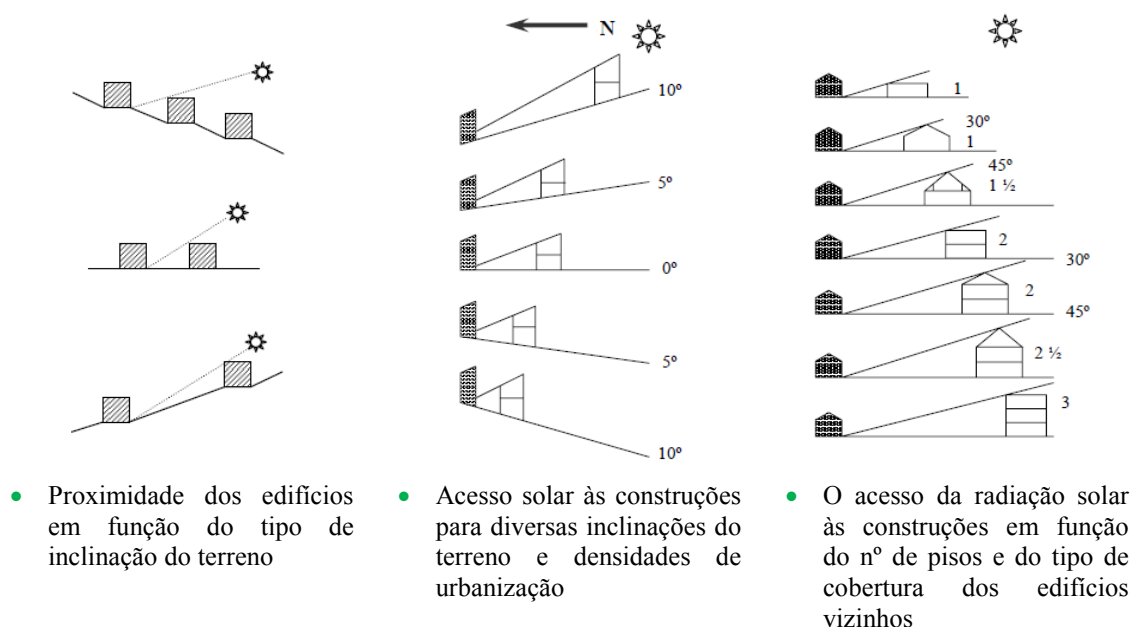 N
10º
5º
0º
5º
10º
1
30º
1
45º
1 ½
2
30º
2
45º
2 ½
3
• Proximidade dos edifícios
em função do tipo de
inclinação do terreno
• Acesso solar às construções
para diversas inclinações do
terreno e densidades de
urbanização
• O acesso da radiação solar
às construções em função
do nº de pisos e do tipo de
cobertura dos edifícios
vizinhos